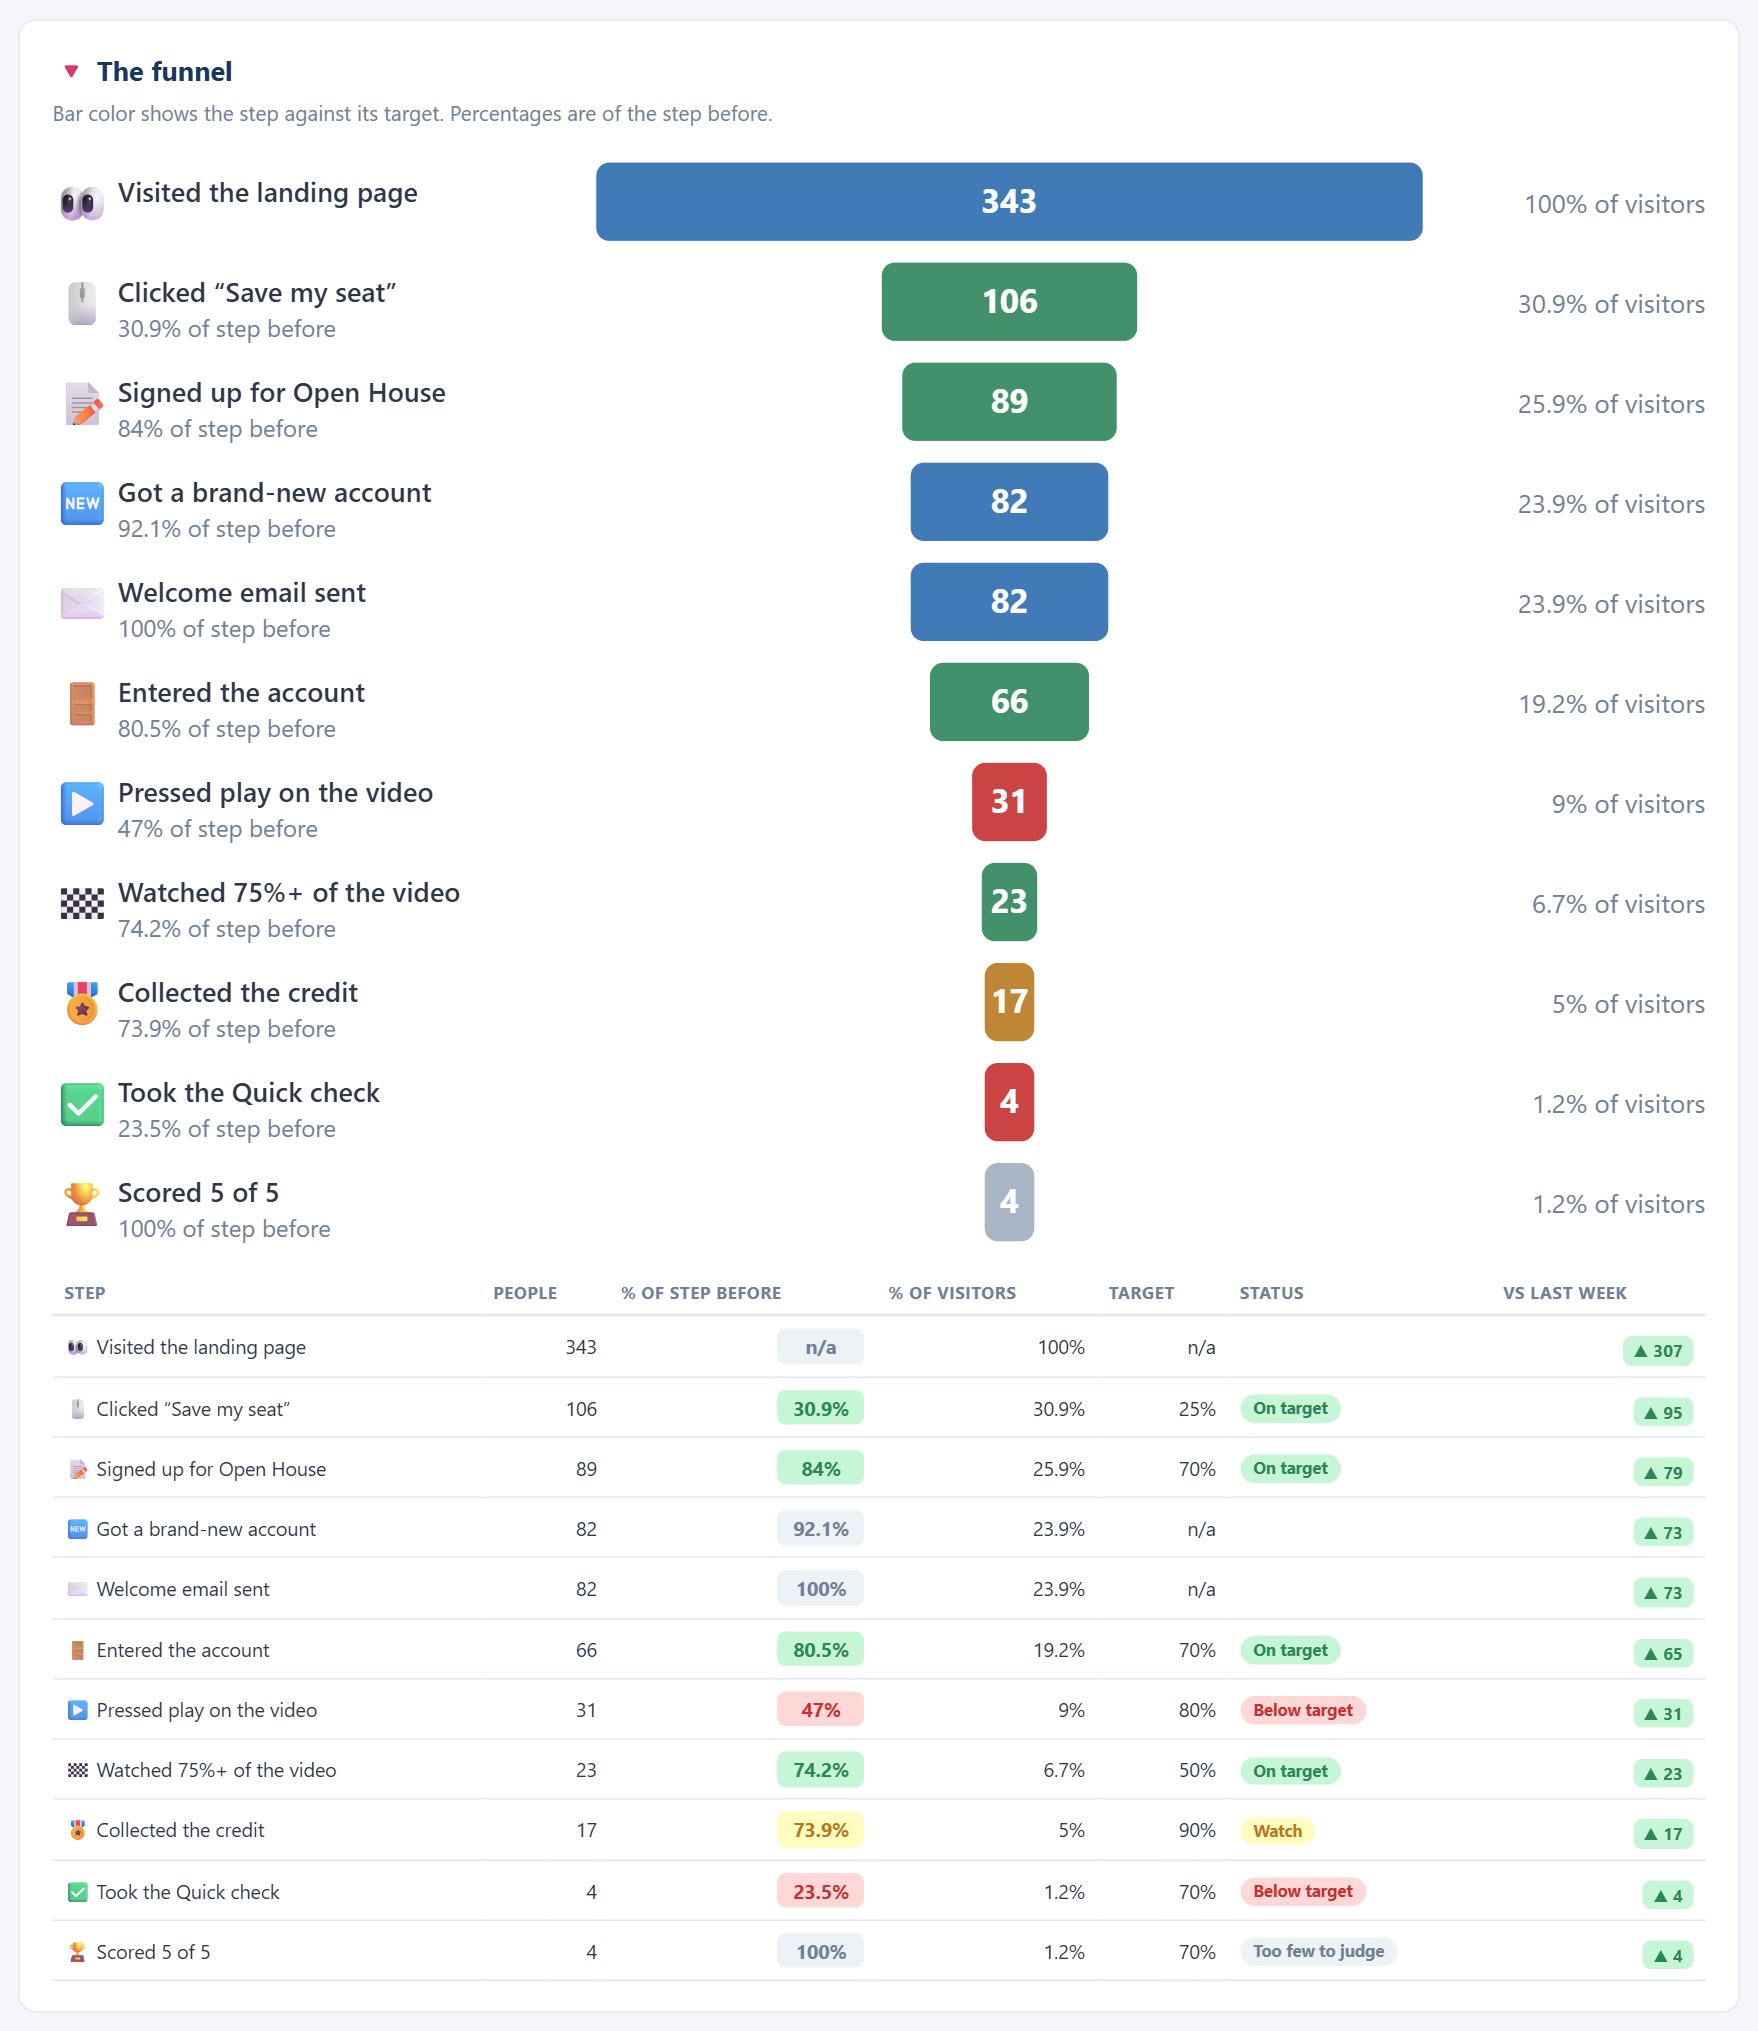 ▼ The funnel
Bar color shows the step against its target. Percentages are of the step before.
Visited the landing page 343 100% of visitors
Clicked “Save my seat” 106 30.9% of visitors
30.9% of step before
Signed up for Open House 89 25.9% of visitors
84% of step before
NEW Got a brand-new account 82 23.9% of visitors
92.1% of step before
Welcome email sent 82 23.9% of visitors
100% of step before
Entered the account 66 19.2% of visitors
80.5% of step before
Pressed play on the video 31 9% of visitors
47% of step before
Watched 75%+ of the video 23 6.7% of visitors
74.2% of step before
Collected the credit 17 5% of visitors
73.9% of step before
Took the Quick check 4 1.2% of visitors
23.5% of step before
Scored 5 of 5 4 1.2% of visitors
100% of step before
STEP PEOPLE % OF STEP BEFORE % OF VISITORS TARGET STATUS VS LAST WEEK
Visited the landing page 343 n/a 100% n/a ▲ 307
Clicked “Save my seat” 106 30.9% 30.9% 25% On target ▲ 95
Signed up for Open House 89 84% 25.9% 70% On target ▲ 79
NEW Got a brand-new account 82 92.1% 23.9% n/a ▲ 73
Welcome email sent 82 100% 23.9% n/a ▲ 73
Entered the account 66 80.5% 19.2% 70% On target ▲ 65
Pressed play on the video 31 47% 9% 80% Below target ▲ 31
Watched 75%+ of the video 23 74.2% 6.7% 50% On target ▲ 23
Collected the credit 17 73.9% 5% 90% Watch ▲ 17
Took the Quick check 4 23.5% 1.2% 70% Below target ▲ 4
Scored 5 of 5 4 100% 1.2% 70% Too few to judge ▲ 4